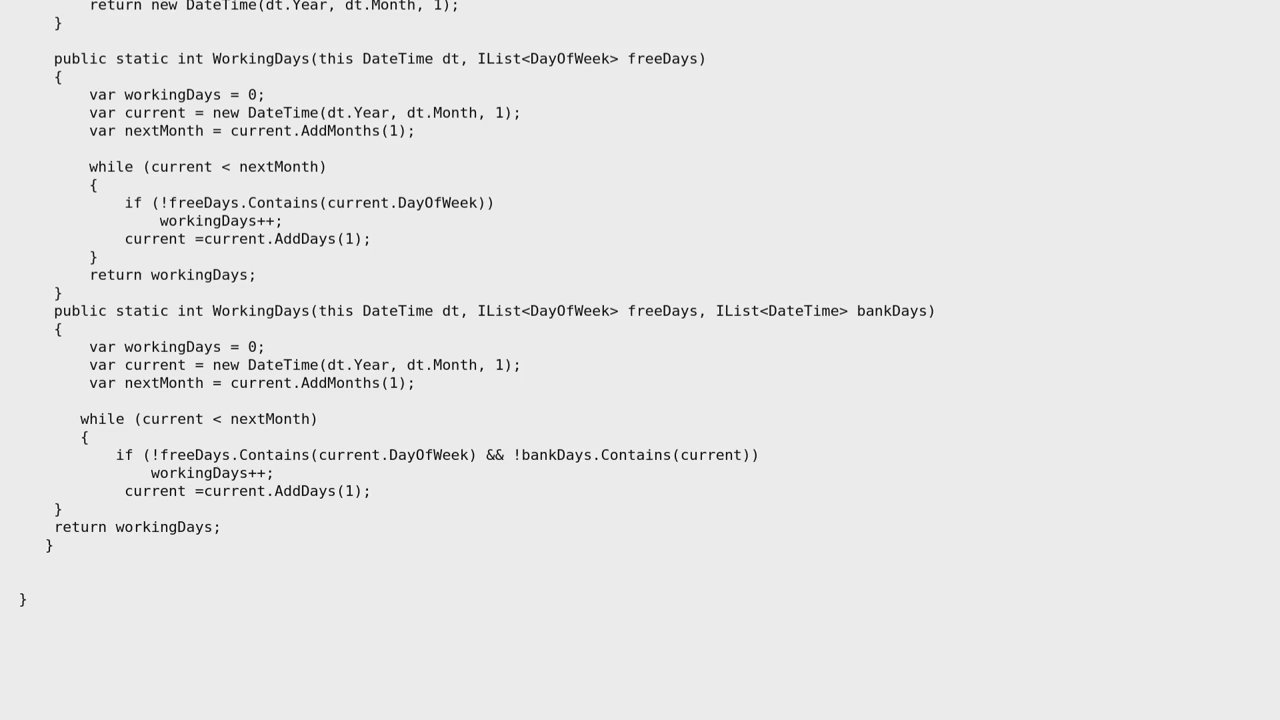 return new DateTime(dt.Year, dt.Month, 1);
}
public static int WorkingDays(this DateTime dt, IList<DayOfWeek> freeDays)
{
var workingDays = 0;
var current = new DateTime(dt.Year, dt.Month, 1);
var nextMonth = current.AddMonths(1);
while (current < nextMonth)
{
if (!freeDays.Contains(current.DayOfWeek))
workingDays++;
current =current.AddDays(1);
}
return workingDays;
}
public static int WorkingDays(this DateTime dt, IList<DayOfWeek> freeDays, IList<DateTime> bankDays)
{
var workingDays = 0;
var current = new DateTime(dt.Year, dt.Month, 1);
var nextMonth = current.AddMonths(1);
while (current < nextMonth)
{
if (!freeDays.Contains(current.DayOfWeek) && !bankDays.Contains(current))
workingDays++;
current =current.AddDays(1);
}
return workingDays;
}
}